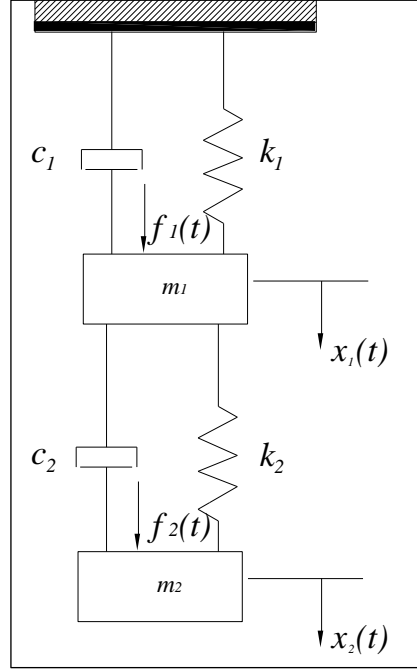 c₁ k₁
f₁(t)
m₁
x₁(t)
c₂ k₂
f₂(t)
m₂
x₂(t)